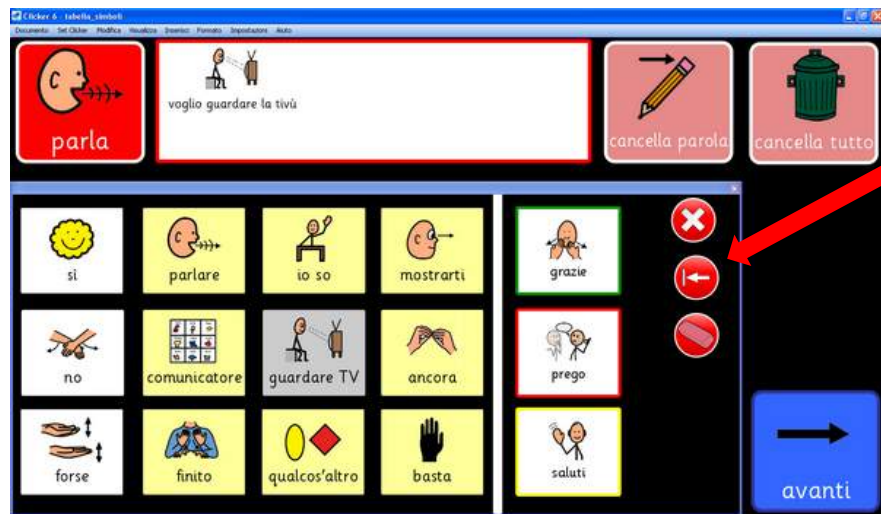 Clicker 6 - tabella_simboli
Documento Set Clicker Modifica Visualizza Inserisci Formato Impostazioni Aiuto
voglio guardare la tivù
parla
cancella parola
cancella tutto
sì
parlare
io so
mostrarti
grazie
no
comunicatore
guardare TV
ancora
prego
forse
finito
qualcos'altro
basta
saluti
avanti